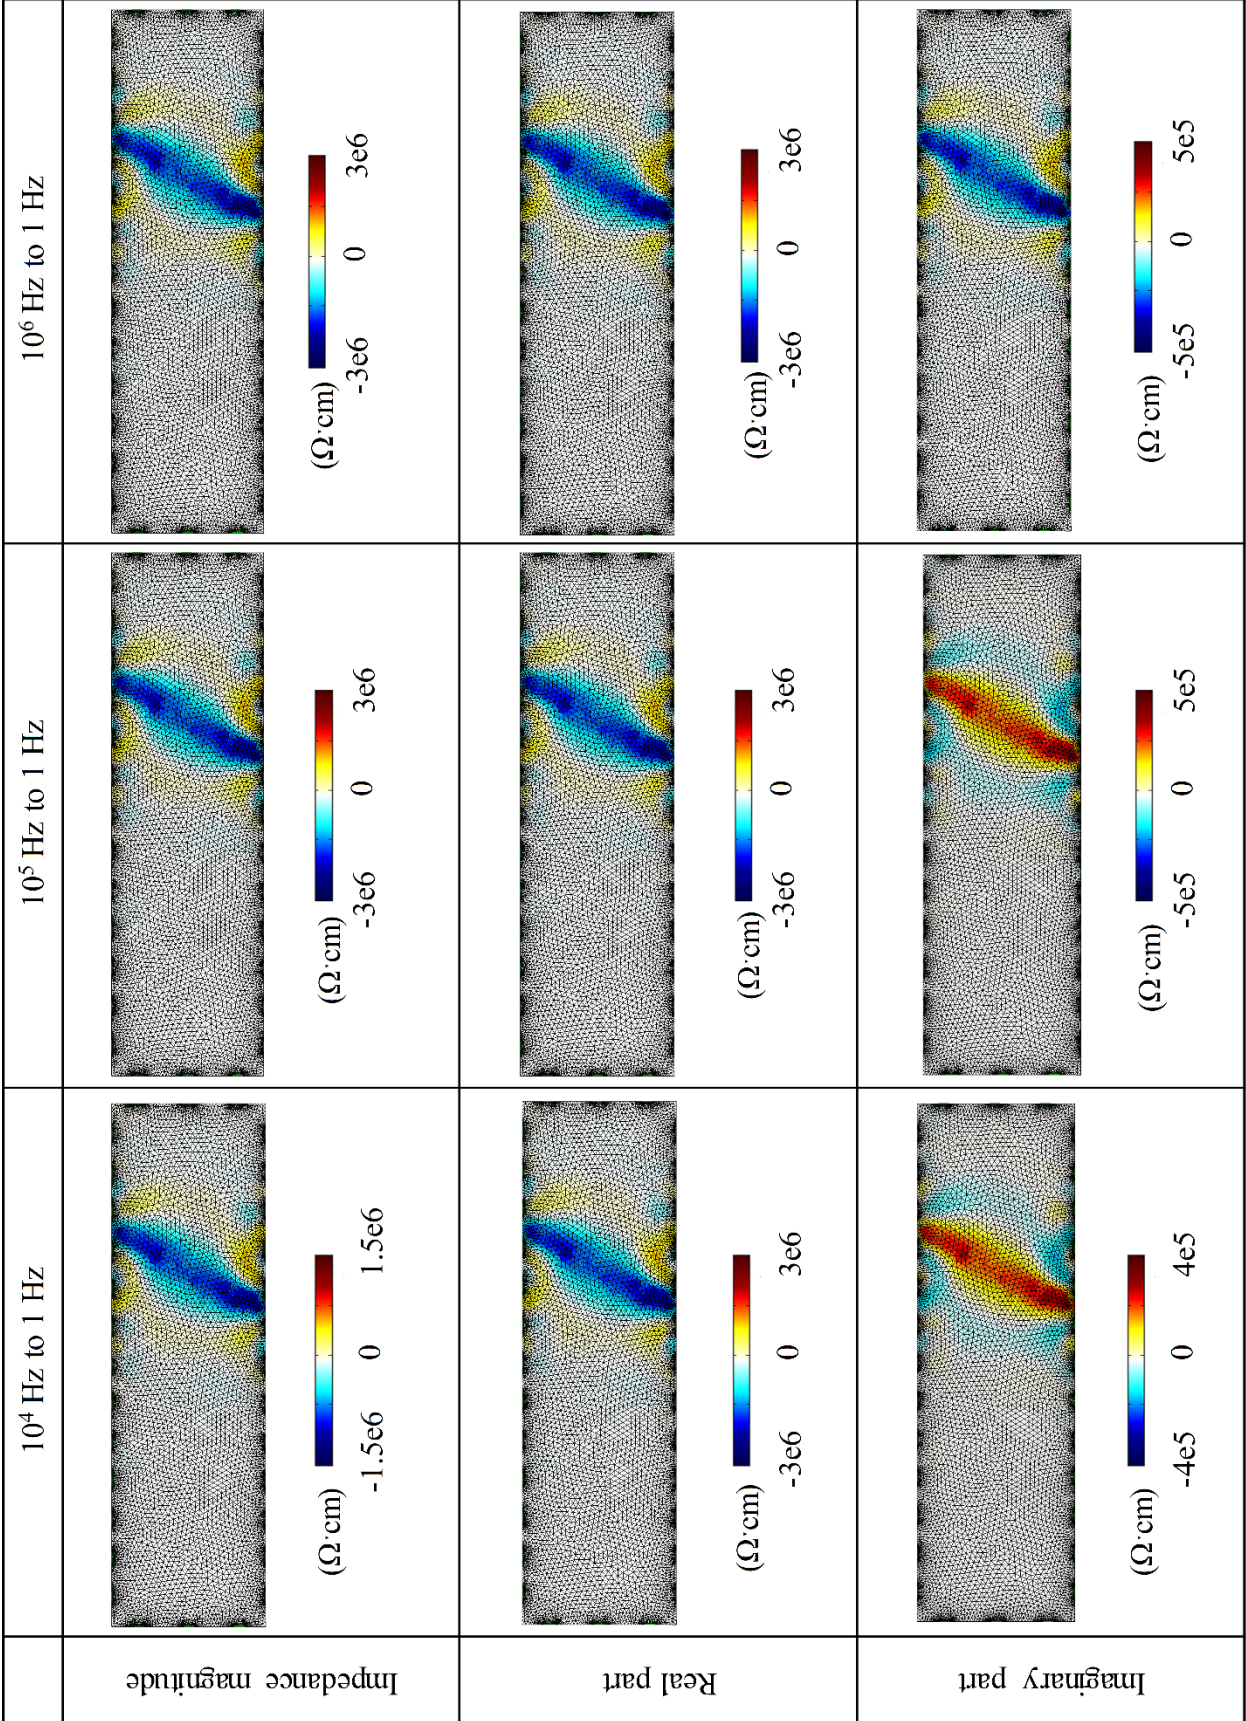 10⁴ Hz to 1 Hz
10⁵ Hz to 1 Hz
10⁶ Hz to 1 Hz
Impedance magnitude
(Ω·cm)
-1.5e6 0 1.5e6
(Ω·cm)
-3e6 0 3e6
(Ω·cm)
-3e6 0 3e6
Real part
(Ω·cm)
-3e6 0 3e6
(Ω·cm)
-3e6 0 3e6
(Ω·cm)
-3e6 0 3e6
Imaginary part
(Ω·cm)
-4e5 0 4e5
(Ω·cm)
-5e5 0 5e5
(Ω·cm)
-5e5 0 5e5